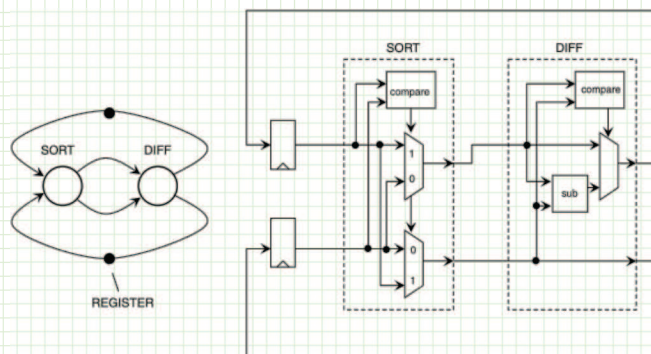 SORT
DIFF
REGISTER
SORT
compare
1
0
0
1
DIFF
compare
sub